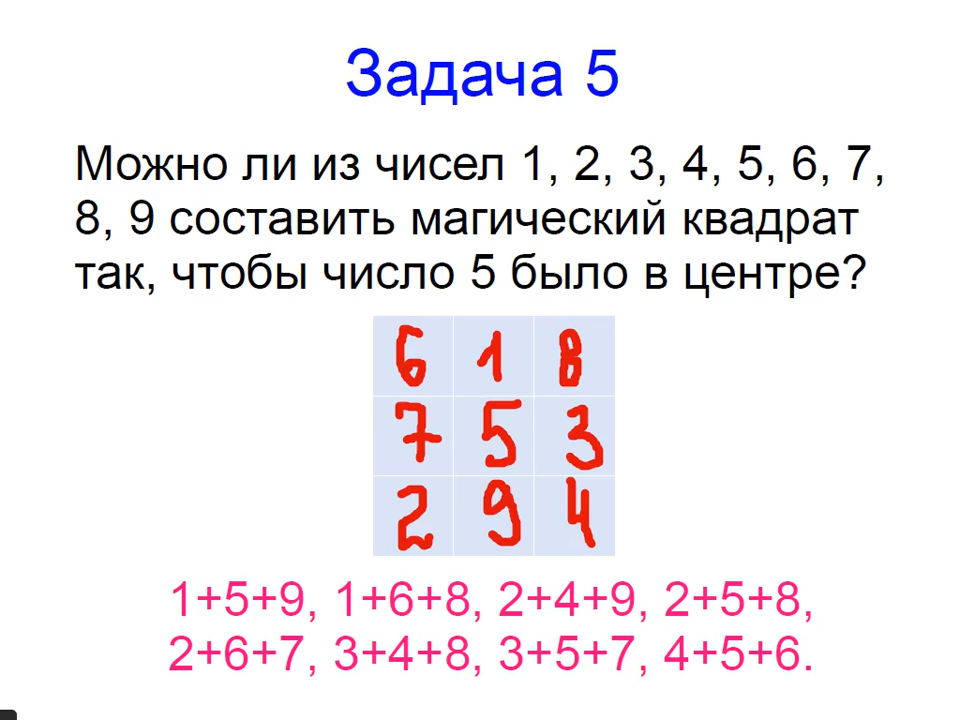 Задача 5
Можно ли из чисел 1, 2, 3, 4, 5, 6, 7,
8, 9 составить магический квадрат
так, чтобы число 5 было в центре?
6 1 8
7 5 3
2 9 4
1+5+9, 1+6+8, 2+4+9, 2+5+8,
2+6+7, 3+4+8, 3+5+7, 4+5+6.